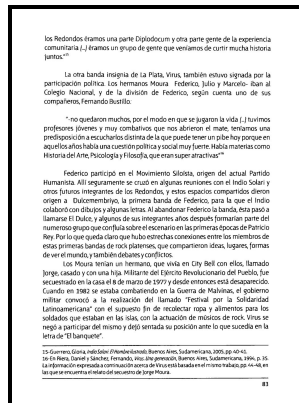 los Redondos éramos una parte Diplodocum y otra parte gente de la experiencia
comunitaria (...) éramos un grupo de gente que veníamos de curtir mucha historia
juntos."
La otra banda insignia de La Plata, Virus, también estuvo signada por la
participación política. Los hermanos Moura Federico, Julio y Marcelo- iban al
Colegio Nacional, y de la división de Federico, según cuenta uno de sus
compañeros, Fernando Bustillo:
"-no quedaron muchos, por el modo en que se jugaron la vida (...) tuvimos
profesores jóvenes y muy combativos que nos abrieron el mate, teníamos una
predisposición a escucharlos distinta de la que puede tener un pibe hoy porque en
aquellos años había una cuestión política y social muy fuerte. Había materias como
Historia del Arte, Psicología y Filosofía, que eran super atractivas"
Federico participó en el Movimiento Siloísta, origen del actual Partido
Humanista. Allí seguramente se cruzó en algunas reuniones con el Indio Solari y
otros futuros integrantes de los Redondos, y estos espacios compartidos dieron
origen a Dulcemembriyo, la primera banda de Federico, para la que el Indio
colaboró con dibujos y algunas letras. Al abandonar Federico la banda, ésta pasó a
llamarse El Dulce, y algunos de sus integrantes años después formarían parte del
numeroso grupo que confluía sobre el escenario en las primeras épocas de Patricio
Rey. Por lo que queda claro que hubo estrechas conexiones entre los miembros de
estas primeras bandas de rock platenses, que compartieron ideas, lugares, formas
de ver el mundo, y también debates y conflictos.
Los Moura tenían un hermano, que vivía en City Bell con ellos, llamado
Jorge, casado y con una hija. Militante del Ejército Revolucionario del Pueblo, fue
secuestrado en la casa el 8 de marzo de 1977 y desde entonces está desaparecido.
Cuando en 1982 se estaba combatiendo en la Guerra de Malvinas, el gobierno
militar convocó a la realización del llamado "Festival por la Solidaridad
Latinoamericana" con el supuesto fin de recolectar ropa y alimentos para los
soldados que estaban en las islas, con la actuación de músicos de rock. Virus se
negó a participar del mismo y dejó sentada su posición ante lo que sucedía en la
letra de "El banquete".
15-Guerrero, Gloria, Indio Solari: El Hombre ilustrado, Buenos Aires, Sudamericana, 2005, pp. 40-41.
16-En Riera, Daniel y Sánchez, Fernando, Virus. Una generación, Buenos Aires, Sudamericana, 1994, p. 35.
La información expresada a continuación acerca de Virus está basada en el mismo trabajo, pp 44-48, en
las que se encuentra el relato del secuestro de Jorge Moura.
83